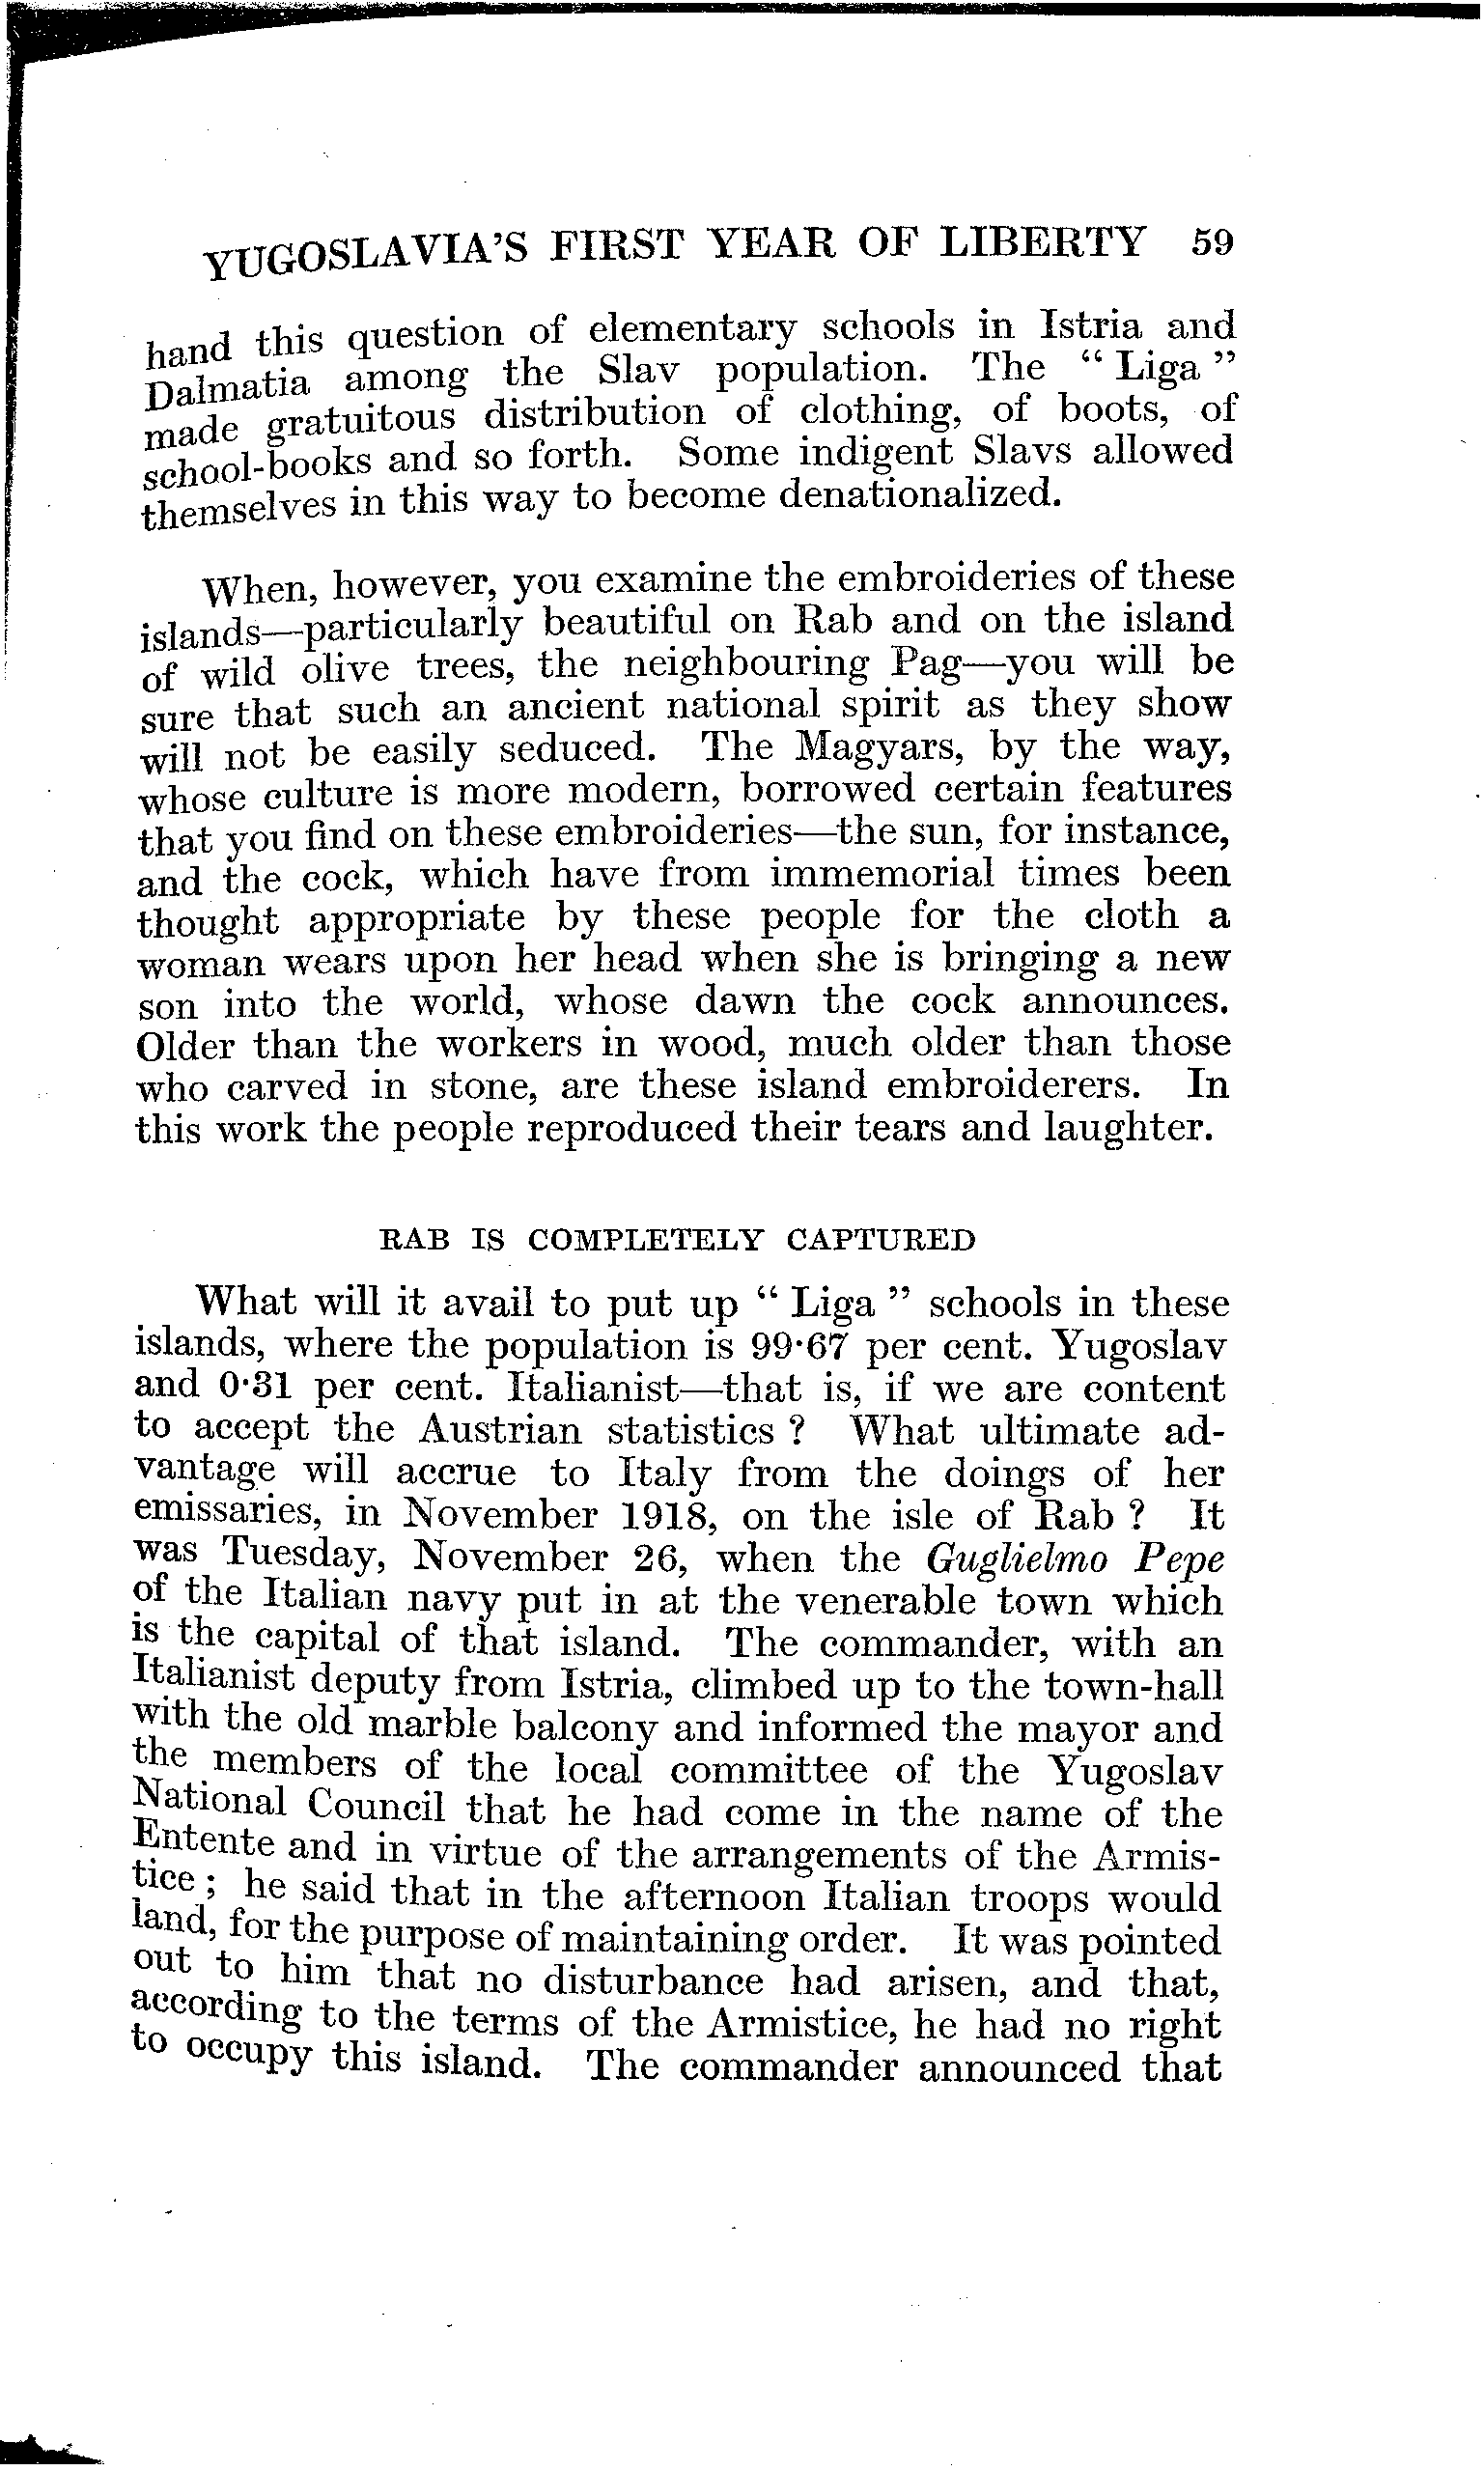 YUGOSLAVIA'S FIRST YEAR OF LIBERTY 59
hand this question of elementary schools in Istria and
Dalmatia among the Slav population. The “ Liga ”
made gratuitous distribution of clothing, of boots, of
school-books and so forth. Some indigent Slavs allowed
themselves in this way to become denationalized.
When, however, you examine the embroideries of these
islands—particularly beautiful on Rab and on the island
of wild olive trees, the neighbouring Pag—you will be
sure that such an ancient national spirit as they show
will not be easily seduced. The Magyars, by the way,
whose culture is more modern, borrowed certain features
that you find on these embroideries—the sun, for instance,
and the cock, which have from immemorial times been
thought appropriate by these people for the cloth a
woman wears upon her head when she is bringing a new
son into the world, whose dawn the cock announces.
Older than the workers in wood, much older than those
who carved in stone, are these island embroiderers. In
this work the people reproduced their tears and laughter.
RAB IS COMPLETELY CAPTURED
What will it avail to put up “ Liga ” schools in these
islands, where the population is 99·67 per cent. Yugoslav
and 0·31 per cent. Italianist—that is, if we are content
to accept the Austrian statistics ? What ultimate ad-
vantage will accrue to Italy from the doings of her
emissaries, in November 1918, on the isle of Rab ? It
was Tuesday, November 26, when the Guglielmo Pepe
of the Italian navy put in at the venerable town which
is the capital of that island. The commander, with an
Italianist deputy from Istria, climbed up to the town-hall
with the old marble balcony and informed the mayor and
the members of the local committee of the Yugoslav
National Council that he had come in the name of the
Entente and in virtue of the arrangements of the Armis-
tice ; he said that in the afternoon Italian troops would
land, for the purpose of maintaining order. It was pointed
out to him that no disturbance had arisen, and that,
according to the terms of the Armistice, he had no right
to occupy this island. The commander announced that